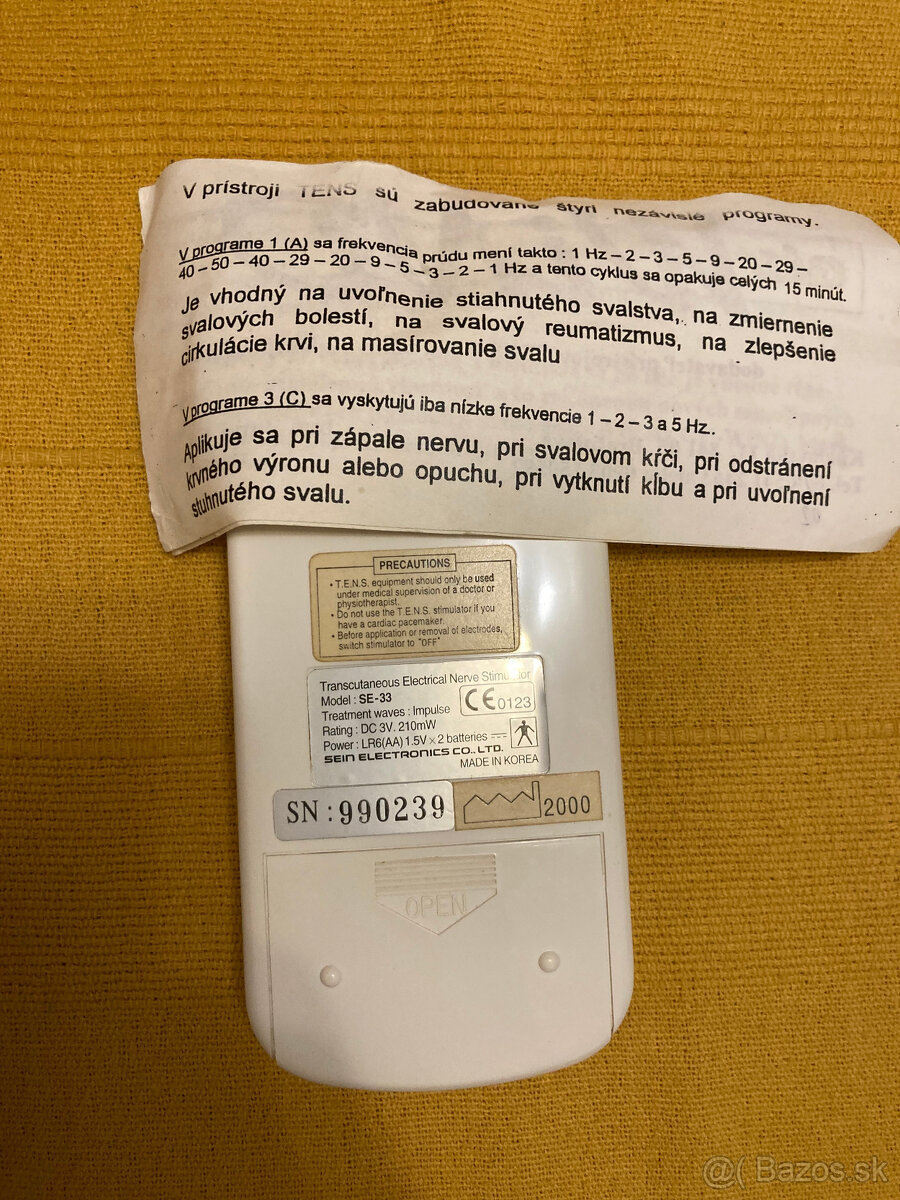 V prístroji TENS sú zabudované štyri nezávislé programy.
V programe 1 (A) sa frekvencia prúdu mení takto : 1 Hz – 2 – 3 – 5 – 9 – 20 – 29 –
40 – 50 – 40 – 29 – 20 – 9 – 5 – 3 – 2 – 1 Hz a tento cyklus sa opakuje celých 15 minút.
Je vhodný na uvoľnenie stiahnutého svalstva, na zmiernenie
svalových bolestí, na svalový reumatizmus, na zlepšenie
cirkulácie krvi, na masírovanie svalu
V programe 3 (C) sa vyskytujú iba nízke frekvencie 1 – 2 – 3 a 5 Hz.
Aplikuje sa pri zápale nervu, pri svalovom kŕči, pri odstránení
krvného výronu alebo opuchu, pri vytknutí kĺbu a pri uvoľnení
stuhnutého svalu.
PRECAUTIONS
• T.E.N.S. equipment should only be used
under medical supervision of a doctor or
physiotherapist.
• Do not use the T.E.N.S. stimulator if you
have a cardiac pacemaker.
• Before application or removal of electrodes,
switch stimulator to "OFF"
Transcutaneous Electrical Nerve Stimulator
Model : SE-33
Treatment waves : Impulse
CE 0123
Rating : DC 3V. 210mW
Power : LR6(AA) 1.5V × 2 batteries
SEIN ELECTRONICS CO., LTD.
MADE IN KOREA
SN : 990239
2000
OPEN
@( Bazos.sk